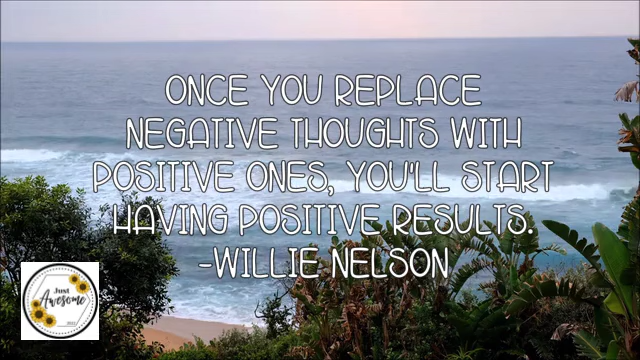 ONCE YOU REPLACE
NEGATIVE THOUGHTS WITH
POSITIVE ONES, YOU'LL START
HAVING POSITIVE RESULTS.
-WILLIE NELSON
Just
Awesome